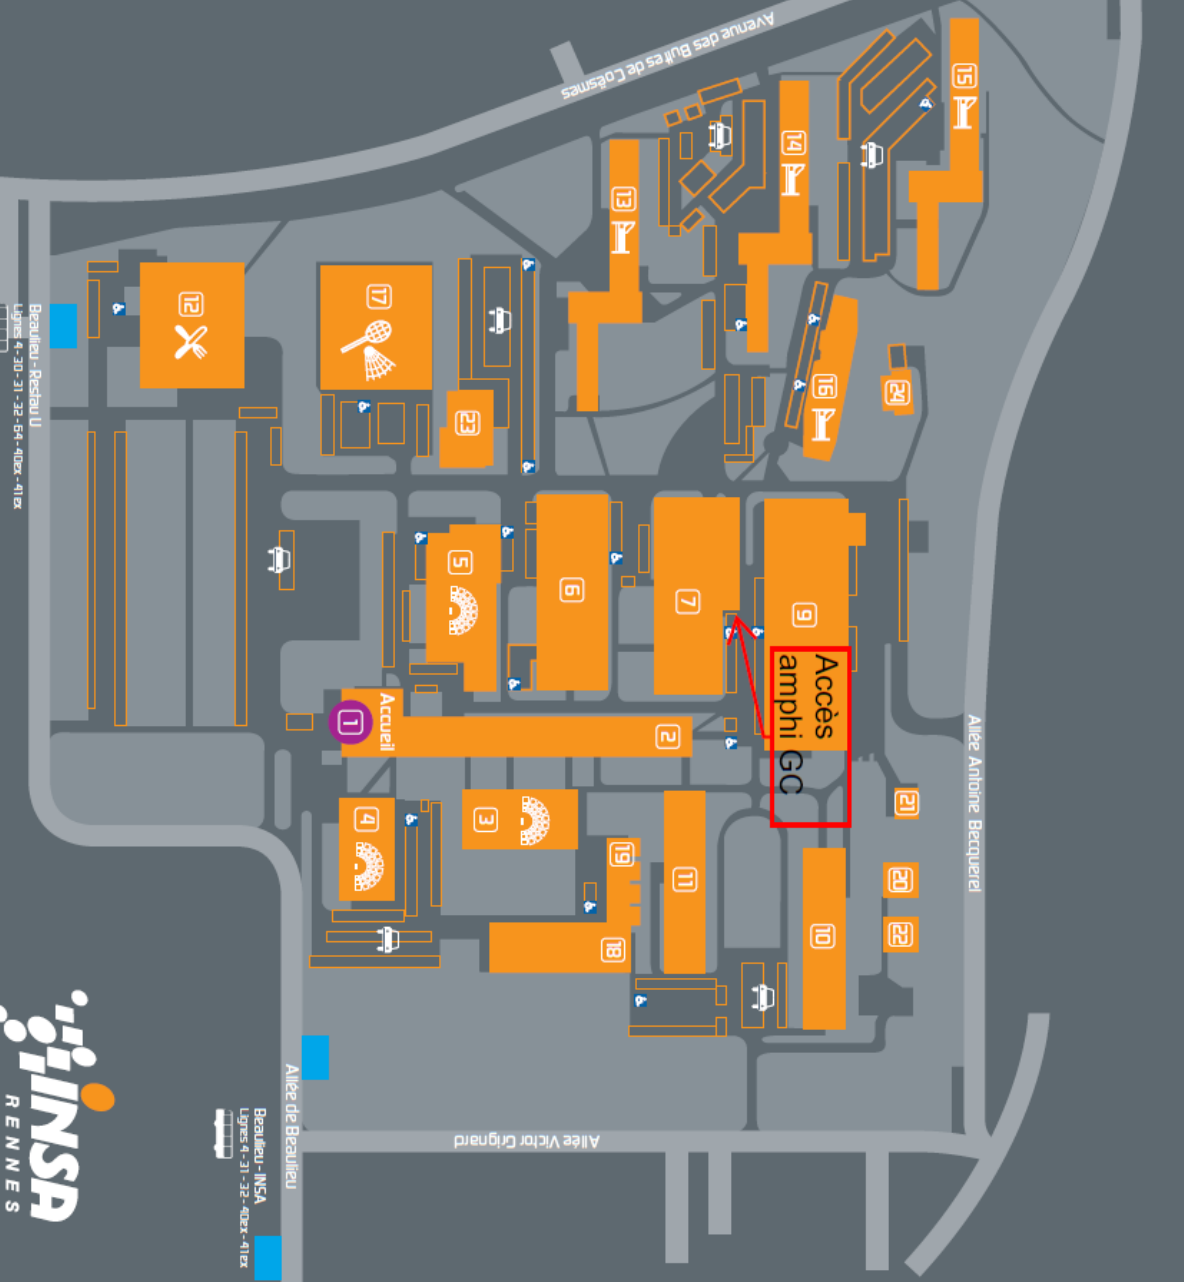 Allée Antoine Becquerel
15
24
21
20
22
16
14
9
10
Accès
amphi GC
Avenue des Buttes de Coësmes
13
7
2
11
19
18
6
3
23
5
17
Accueil
1
4
12
Allée Victor Grignard
Allée de Beaulieu
Beaulieu - INSA
Lignes 4 - 31 - 32 - 40ex - 41ex
Beaulieu - Restau U
Lignes 4 - 30 - 31 - 32 - 64 - 40ex - 41ex
INSA
RENNES